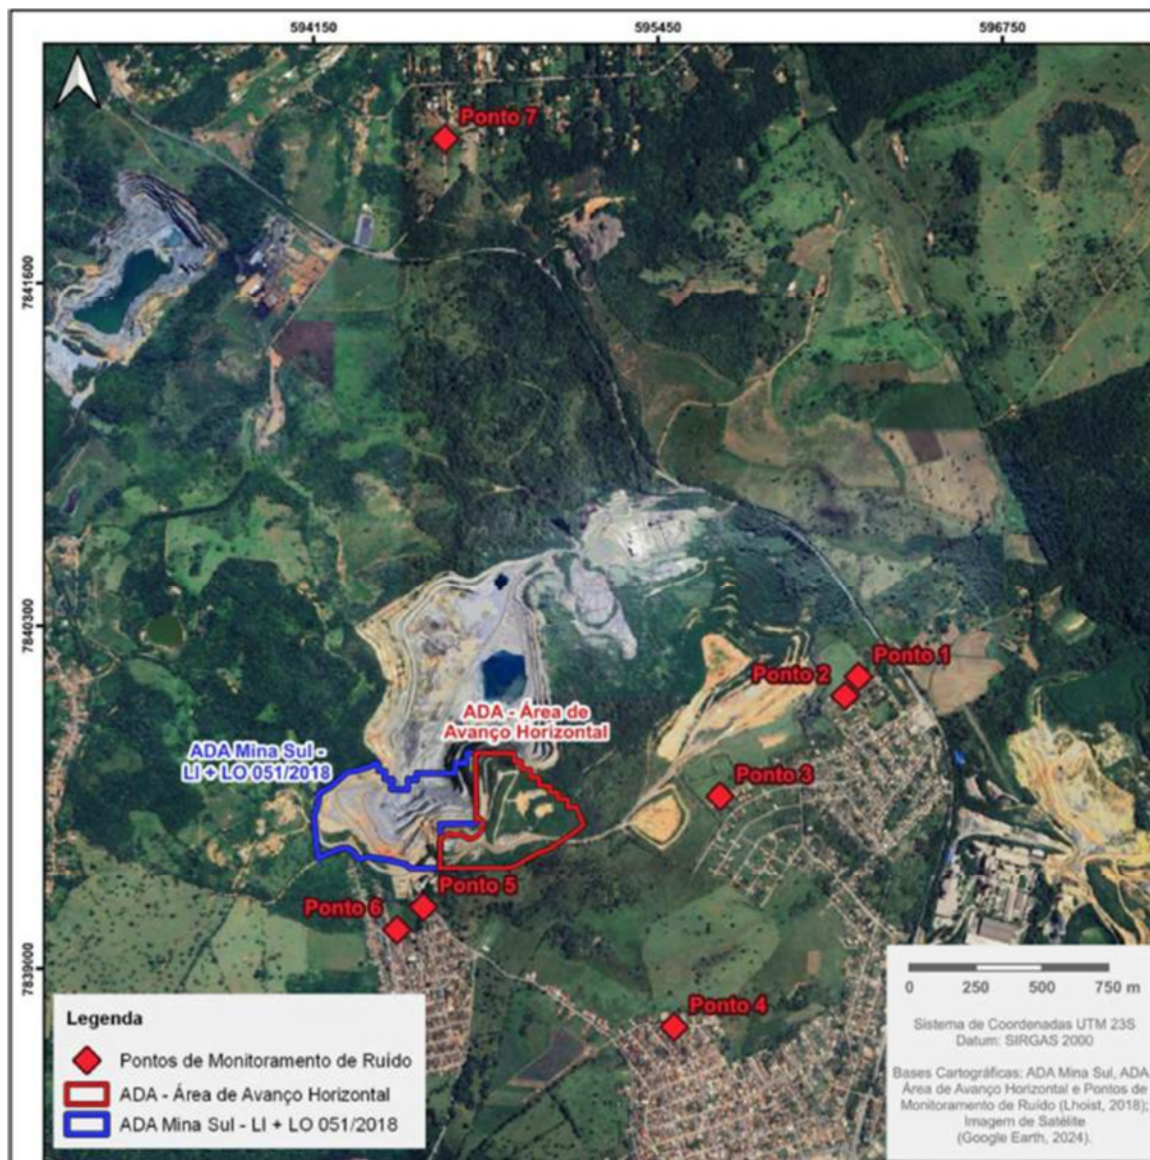 594150
595450
596750
Ponto 7
7841600
7840300
7839000
Ponto 1
Ponto 2
ADA - Área de
Avanço Horizontal
ADA Mina Sul -
LI + LO 051/2018
Ponto 3
Ponto 5
Ponto 6
Ponto 4
Legenda
Pontos de Monitoramento de Ruído
ADA - Área de Avanço Horizontal
ADA Mina Sul - LI + LO 051/2018
0 250 500 750 m
Sistema de Coordenadas UTM 23S
Datum: SIRGAS 2000
Bases Cartográficas: ADA Mina Sul, ADA
Área de Avanço Horizontal e Pontos de
Monitoramento de Ruído (Lhoist, 2018);
Imagem de Satélite
(Google Earth, 2024).